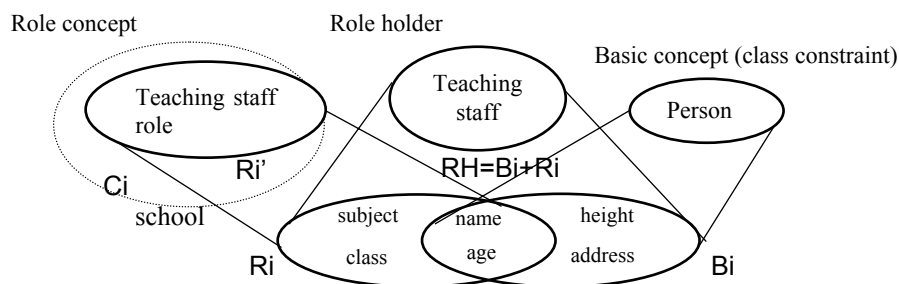 Role concept
Role holder
Basic concept (class constraint)
Teaching staff
role
Teaching
staff
Person
Ri’
RH=Bi+Ri
Ci
school
subject
name
height
class
age
address
Ri
Bi